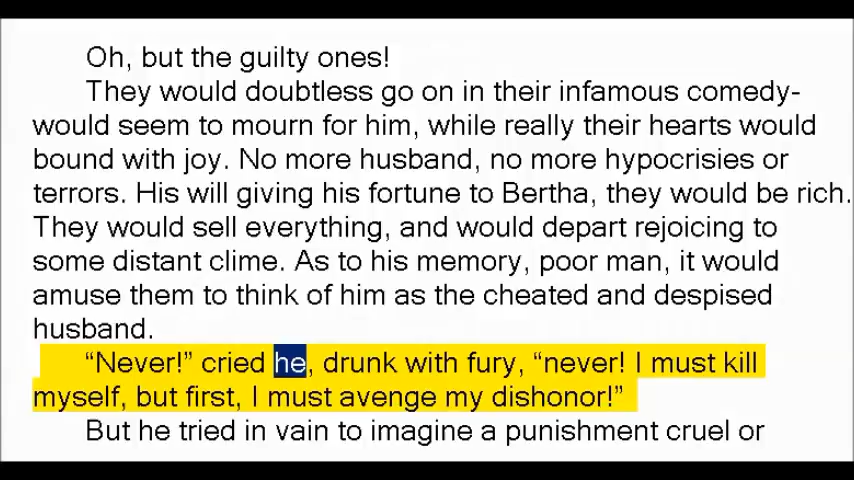 Oh, but the guilty ones!
They would doubtless go on in their infamous comedy-
would seem to mourn for him, while really their hearts would
bound with joy. No more husband, no more hypocrisies or
terrors. His will giving his fortune to Bertha, they would be rich.
They would sell everything, and would depart rejoicing to
some distant clime. As to his memory, poor man, it would
amuse them to think of him as the cheated and despised
husband.
“Never!” cried he, drunk with fury, “never! I must kill
myself, but first, I must avenge my dishonor!”
But he tried in vain to imagine a punishment cruel or